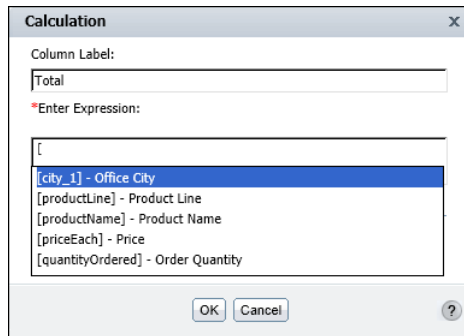 Calculation x
Column Label:
Total
*Enter Expression:
[
[city_1] - Office City
[productLine] - Product Line
[productName] - Product Name
[priceEach] - Price
[quantityOrdered] - Order Quantity
OK Cancel ?